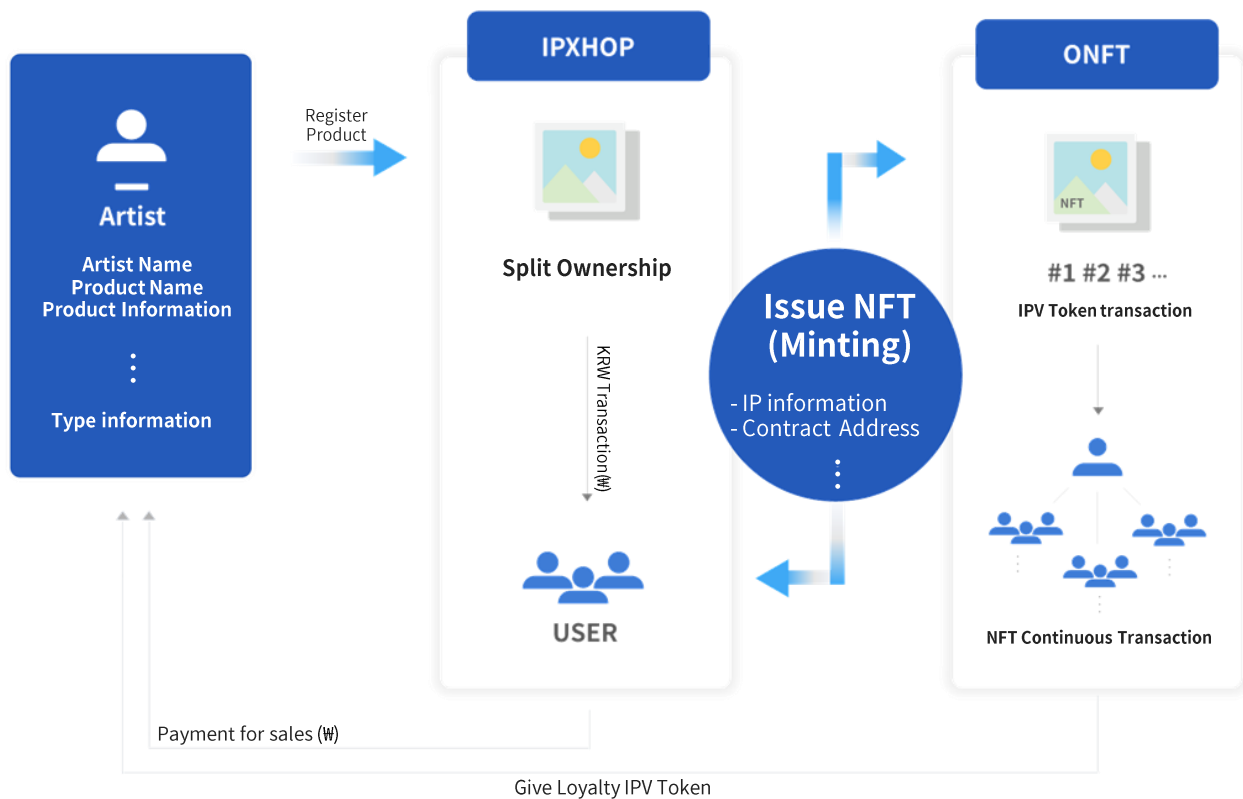 Artist
Artist Name
Product Name
Product Information
Type information
Register
Product
IPXHOP
Split Ownership
KRW Transaction(₩)
USER
Issue NFT
(Minting)
- IP information
- Contract Address
ONFT
NFT
#1 #2 #3 ...
IPV Token transaction
NFT Continuous Transaction
Payment for sales (₩)
Give Loyalty IPV Token